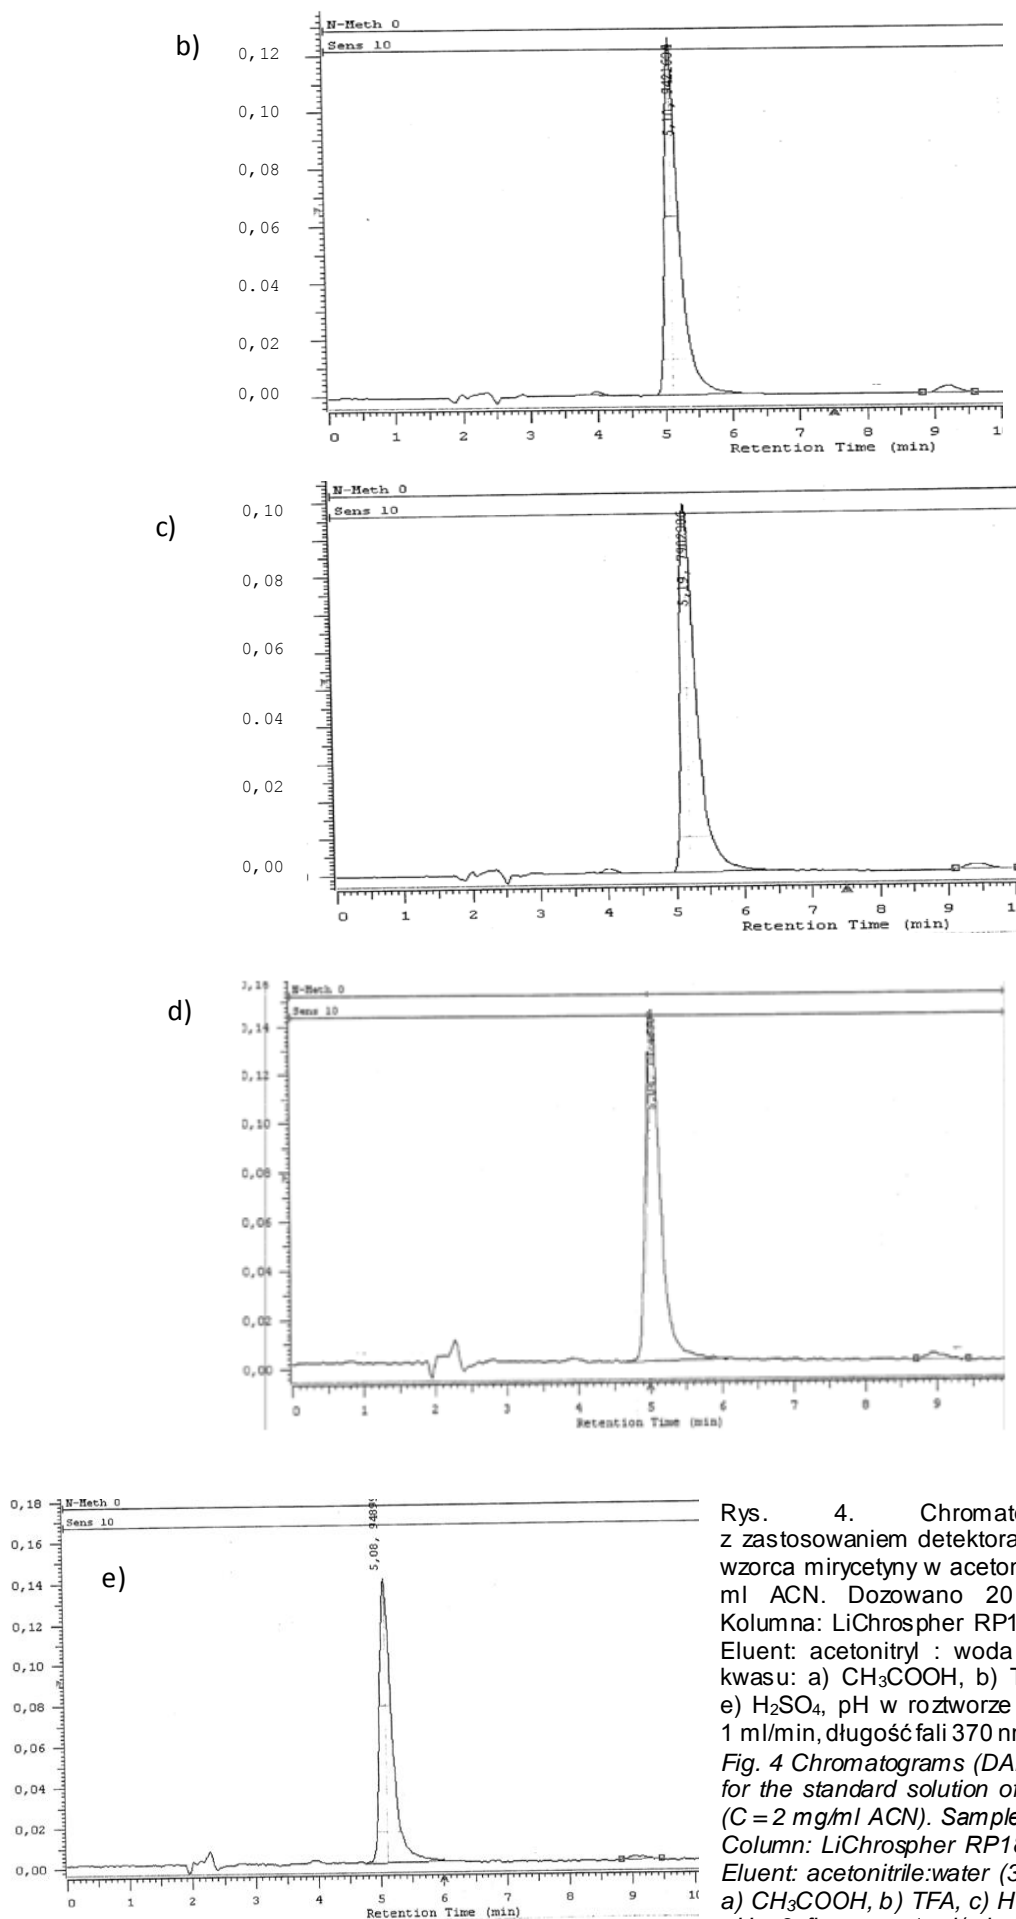 b)
N-Meth 0
Sens 10
0,12
0,10
0,08
0,06
0.04
0,02
0,00
0 1 2 3 4 5 6 7 8 9
Retention Time (min)
c)
N-Meth 0
Sens 10
0,10
0,08
0,06
0.04
0,02
0,00
0 1 2 3 4 5 6 7 8 9
Retention Time (min)
d)
N-Meth 0
Sens 10
0,14
0,12
0,10
0,08
0,06
0,04
0,02
0,00
0 1 2 3 4 5 6 7 8 9
Retention Time (min)
e)
N-Meth 0
Sens 10
0,18
0,16
0,14
0,12
0,10
0,08
0,06
0,04
0,02
0,00
5,08,
0 1 2 3 4 5 6 7 8 9
Retention Time (min)
Rys. 4. Chromat
z zastosowaniem detektora
wzorca mirycetyny w aceton
ml ACN. Dozowano 20
Kolumna: LiChrospher RP1
Eluent: acetonitryl : woda
kwasu: a) CH₃COOH, b) T
e) H₂SO₄, pH w roztworze
1 ml/min, długość fali 370 nm
Fig. 4 Chromatograms (DA
for the standard solution of
(C = 2 mg/ml ACN). Sample
Column: LiChrospher RP18
Eluent: acetonitrile:water (3
a) CH₃COOH, b) TFA, c) H